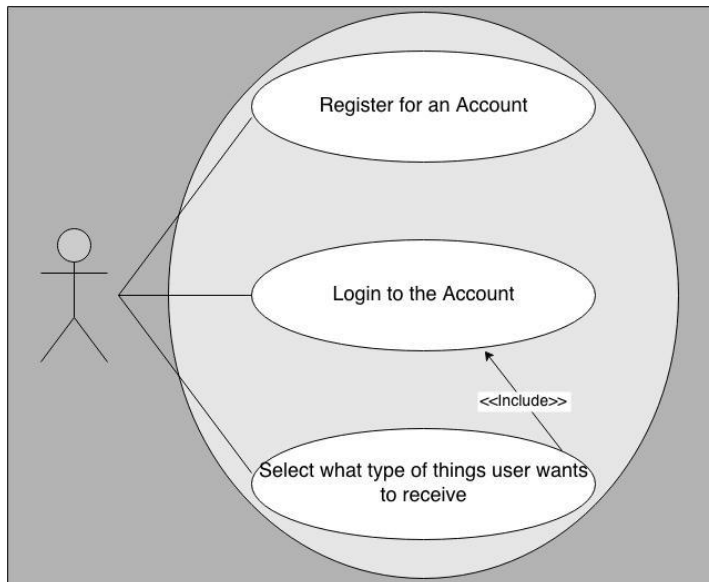 Register for an Account
Login to the Account
<<Include>>
Select what type of things user wants
to receive